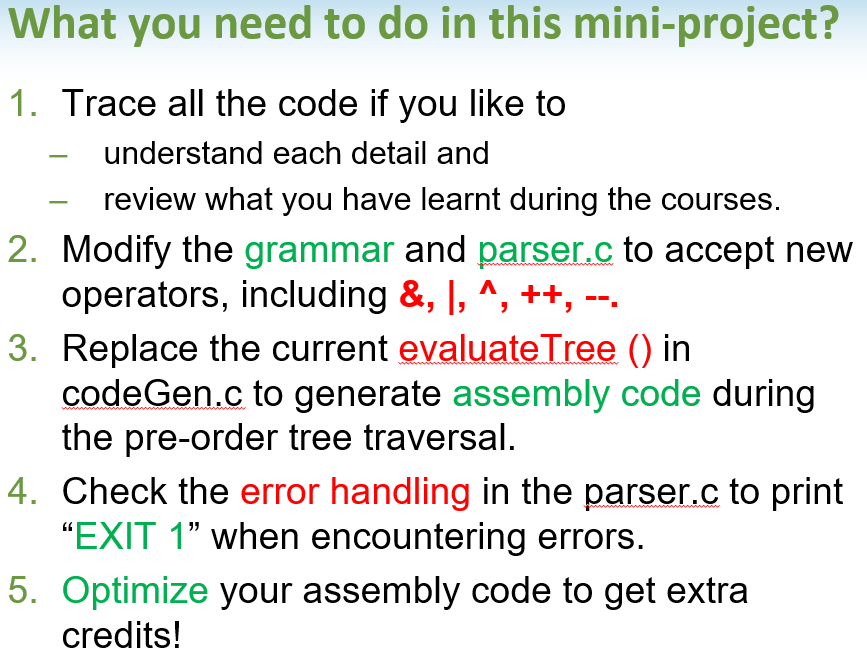 What you need to do in this mini-project?
1. Trace all the code if you like to
– understand each detail and
– review what you have learnt during the courses.
2. Modify the grammar and parser.c to accept new
operators, including &, |, ^, ++, --.
3. Replace the current evaluateTree () in
codeGen.c to generate assembly code during
the pre-order tree traversal.
4. Check the error handling in the parser.c to print
“EXIT 1” when encountering errors.
5. Optimize your assembly code to get extra
credits!